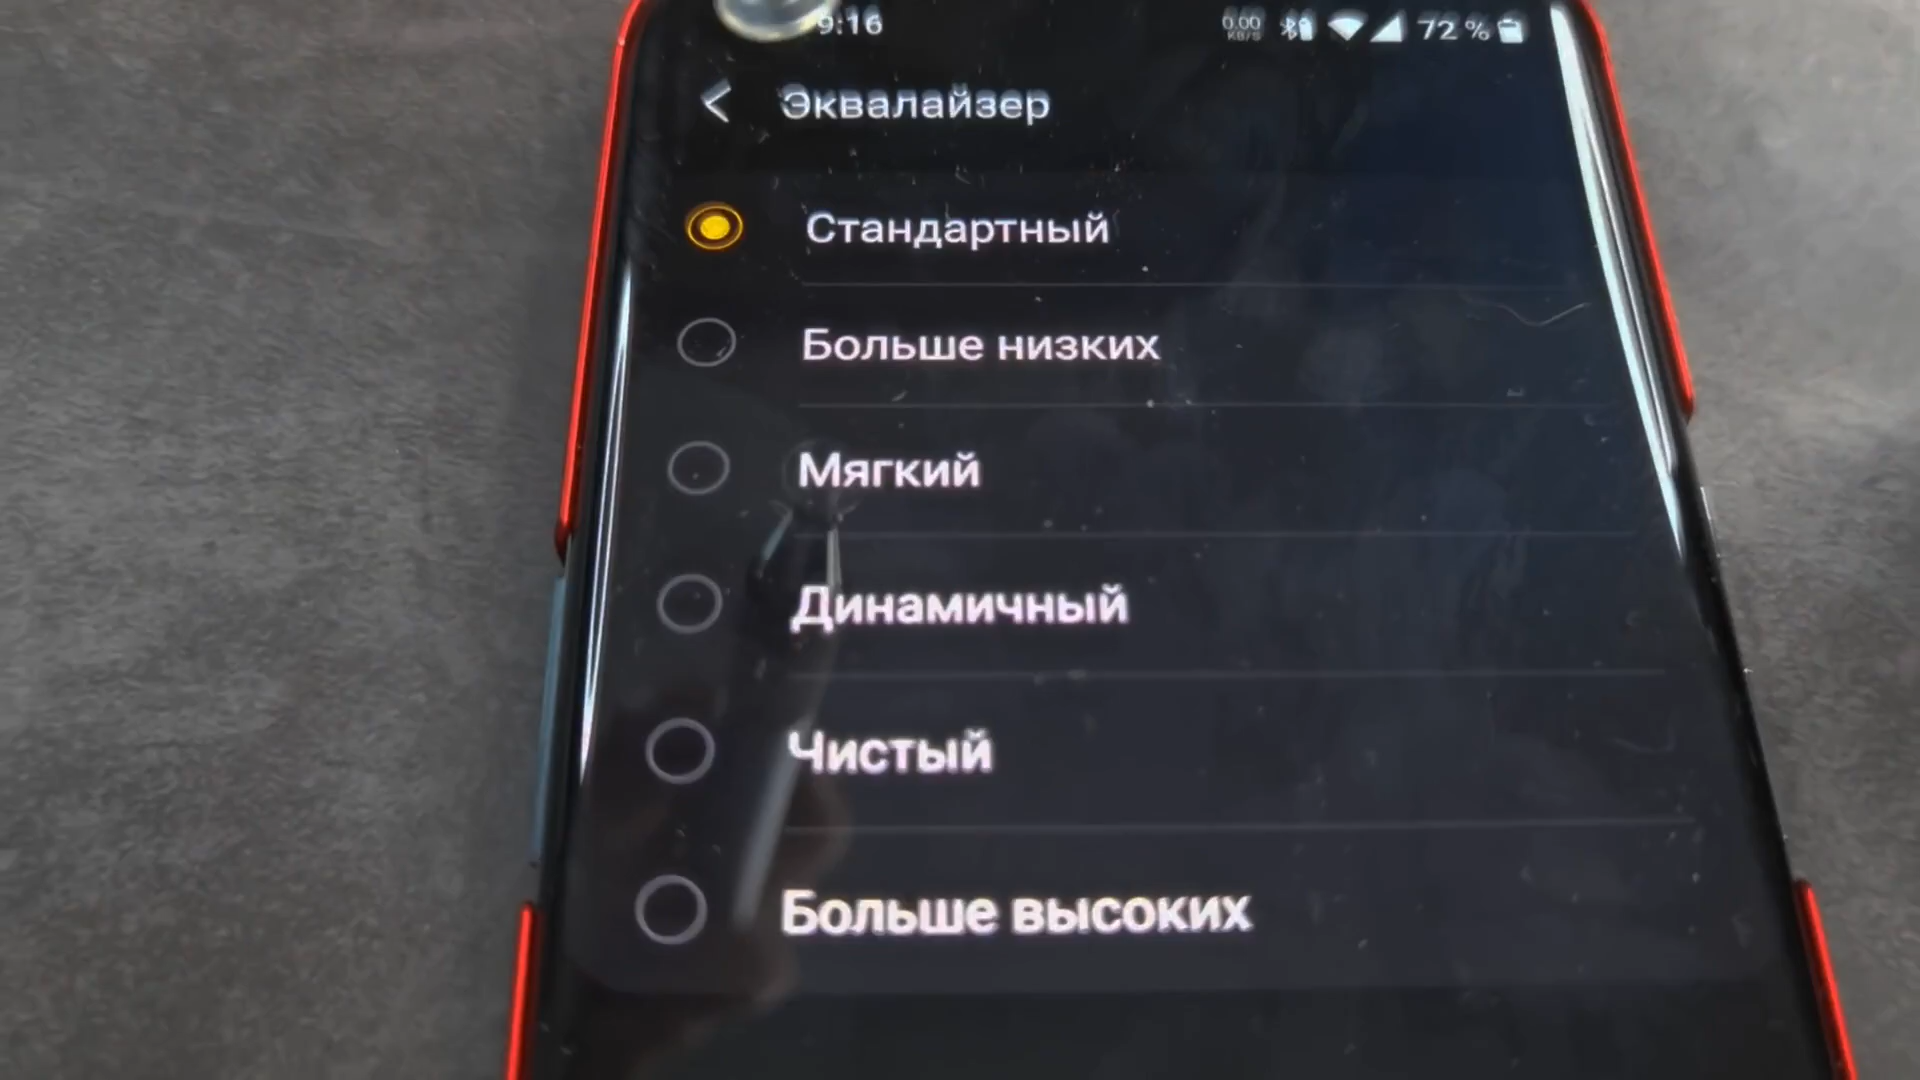 9:16 0.00 KB/S 72 %
Эквалайзер
Стандартный
Больше низких
Мягкий
Динамичный
Чистый
Больше высоких